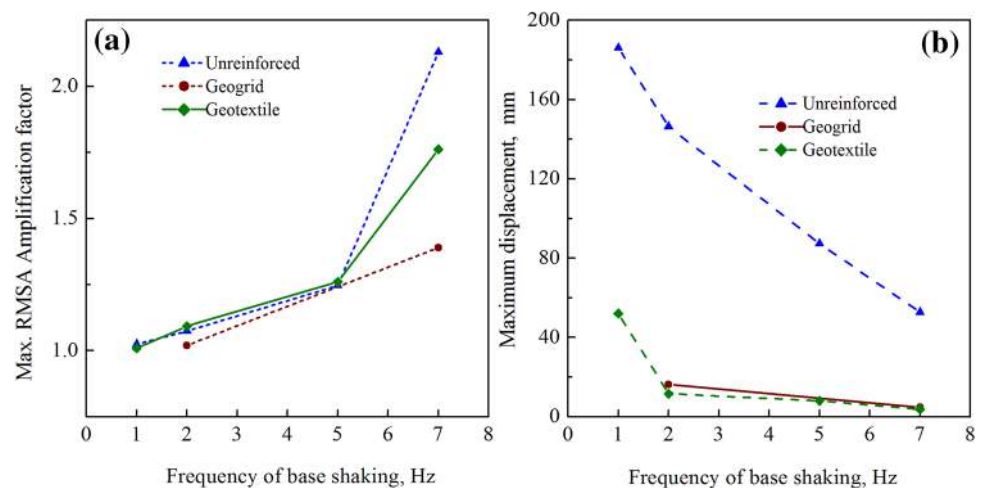 (a)
Unreinforced
Geogrid
Geotextile
2.0
1.5
1.0
0 1 2 3 4 5 6 7 8
Max. RMSA Amplification factor
Frequency of base shaking, Hz
(b)
Unreinforced
Geogrid
Geotextile
200
160
120
80
40
0
0 1 2 3 4 5 6 7 8
Maximum displacement, mm
Frequency of base shaking, Hz